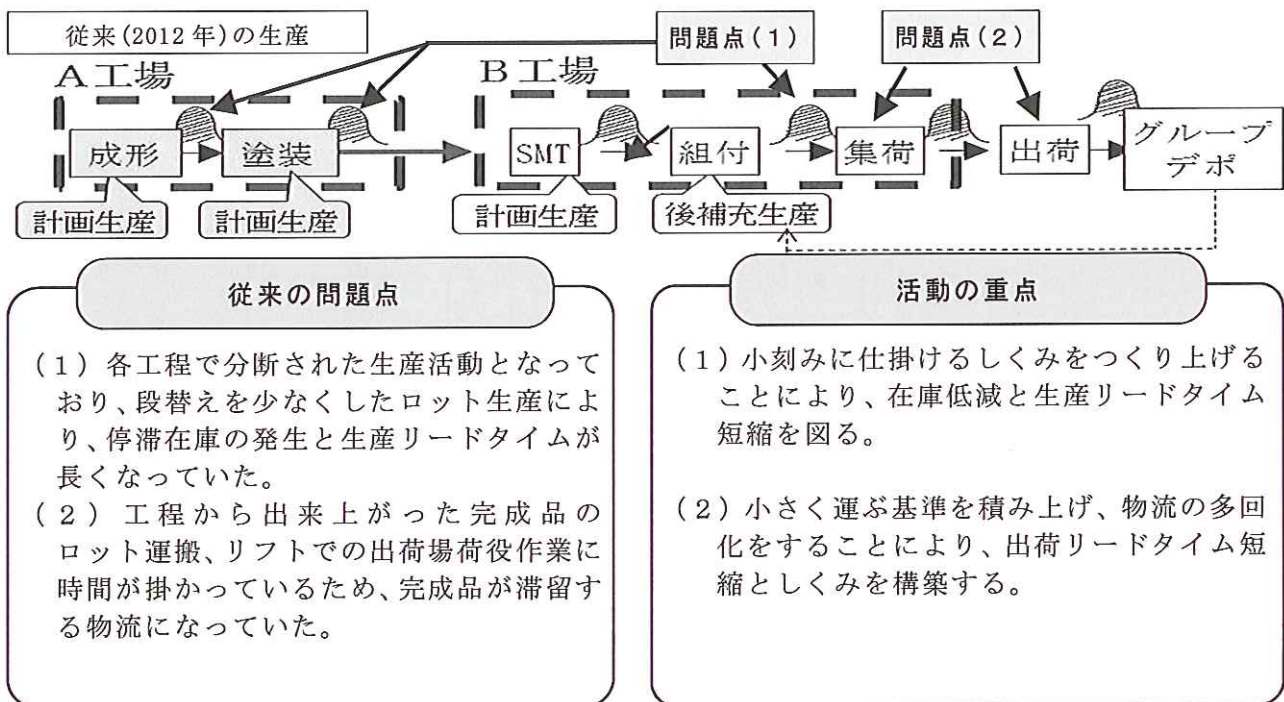 従来(2012年)の生産
問題点(1)
問題点(2)
A工場
B工場
成形
塗装
SMT
組付
集荷
出荷
グループ
デポ
計画生産
計画生産
計画生産
後補充生産
従来の問題点
(1)各工程で分断された生産活動となって
おり、段替えを少なくしたロット生産によ
り、停滞在庫の発生と生産リードタイムが
長くなっていた。
(2)工程から出来上がった完成品の
ロット運搬、リフトでの出荷場荷役作業に
時間が掛かっているため、完成品が滞留す
る物流になっていた。
活動の重点
(1)小刻みに仕掛けるしくみをつくり上げる
ことにより、在庫低減と生産リードタイム
短縮を図る。
(2)小さく運ぶ基準を積み上げ、物流の多回
化をすることにより、出荷リードタイム短
縮としくみを構築する。